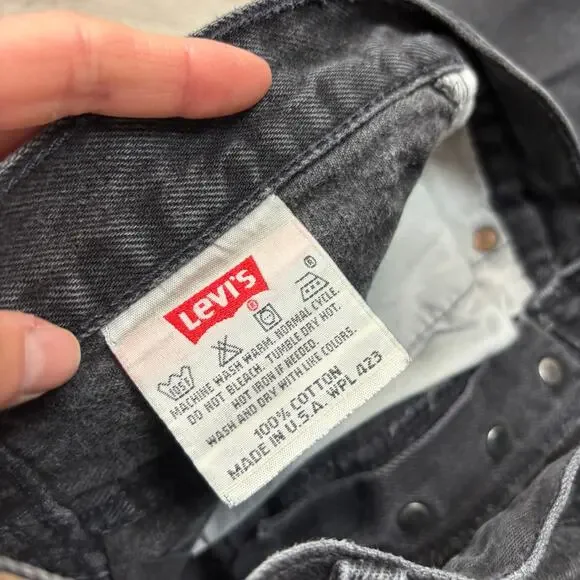 Levi's ®
105F ®
MACHINE WASH WARM. NORMAL CYCLE.
DO NOT BLEACH. TUMBLE DRY HOT.
HOT IRON IF NEEDED.
WASH AND DRY WITH LIKE COLORS.
100% COTTON
MADE IN U.S.A. WPL 423